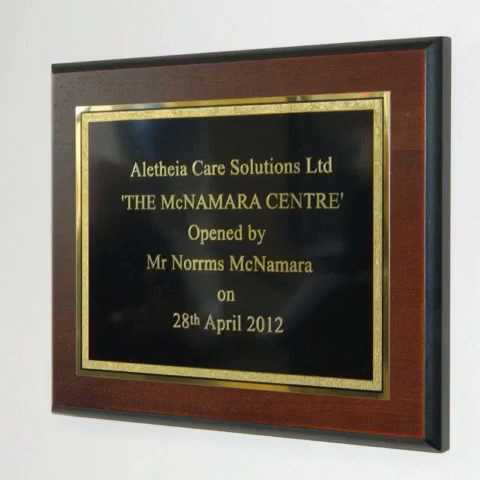 Aletheia Care Solutions Ltd
'THE McNAMARA CENTRE'
Opened by
Mr Norrms McNamara
on
28th April 2012